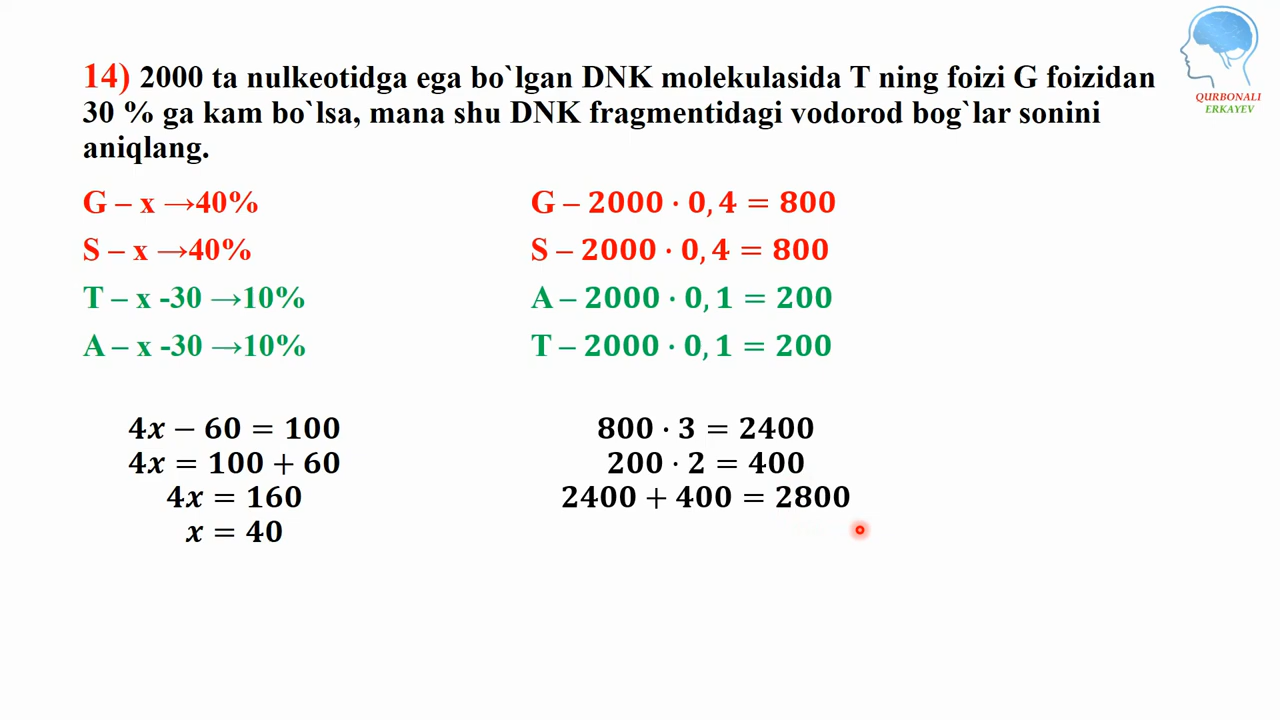 QURBONALI
ERKAYEV
14) 2000 ta nulkeotidga ega bo`lgan DNK molekulasida T ning foizi G foizidan
30 % ga kam bo`lsa, mana shu DNK fragmentidagi vodorod bog`lar sonini
aniqlang.
G – x →40%
S – x →40%
T – x -30 →10%
A – x -30 →10%
4x − 60 = 100
4x = 100 + 60
4x = 160
x = 40
G – 2000 · 0, 4 = 800
S – 2000 · 0, 4 = 800
A – 2000 · 0, 1 = 200
T – 2000 · 0, 1 = 200
800 · 3 = 2400
200 · 2 = 400
2400 + 400 = 2800